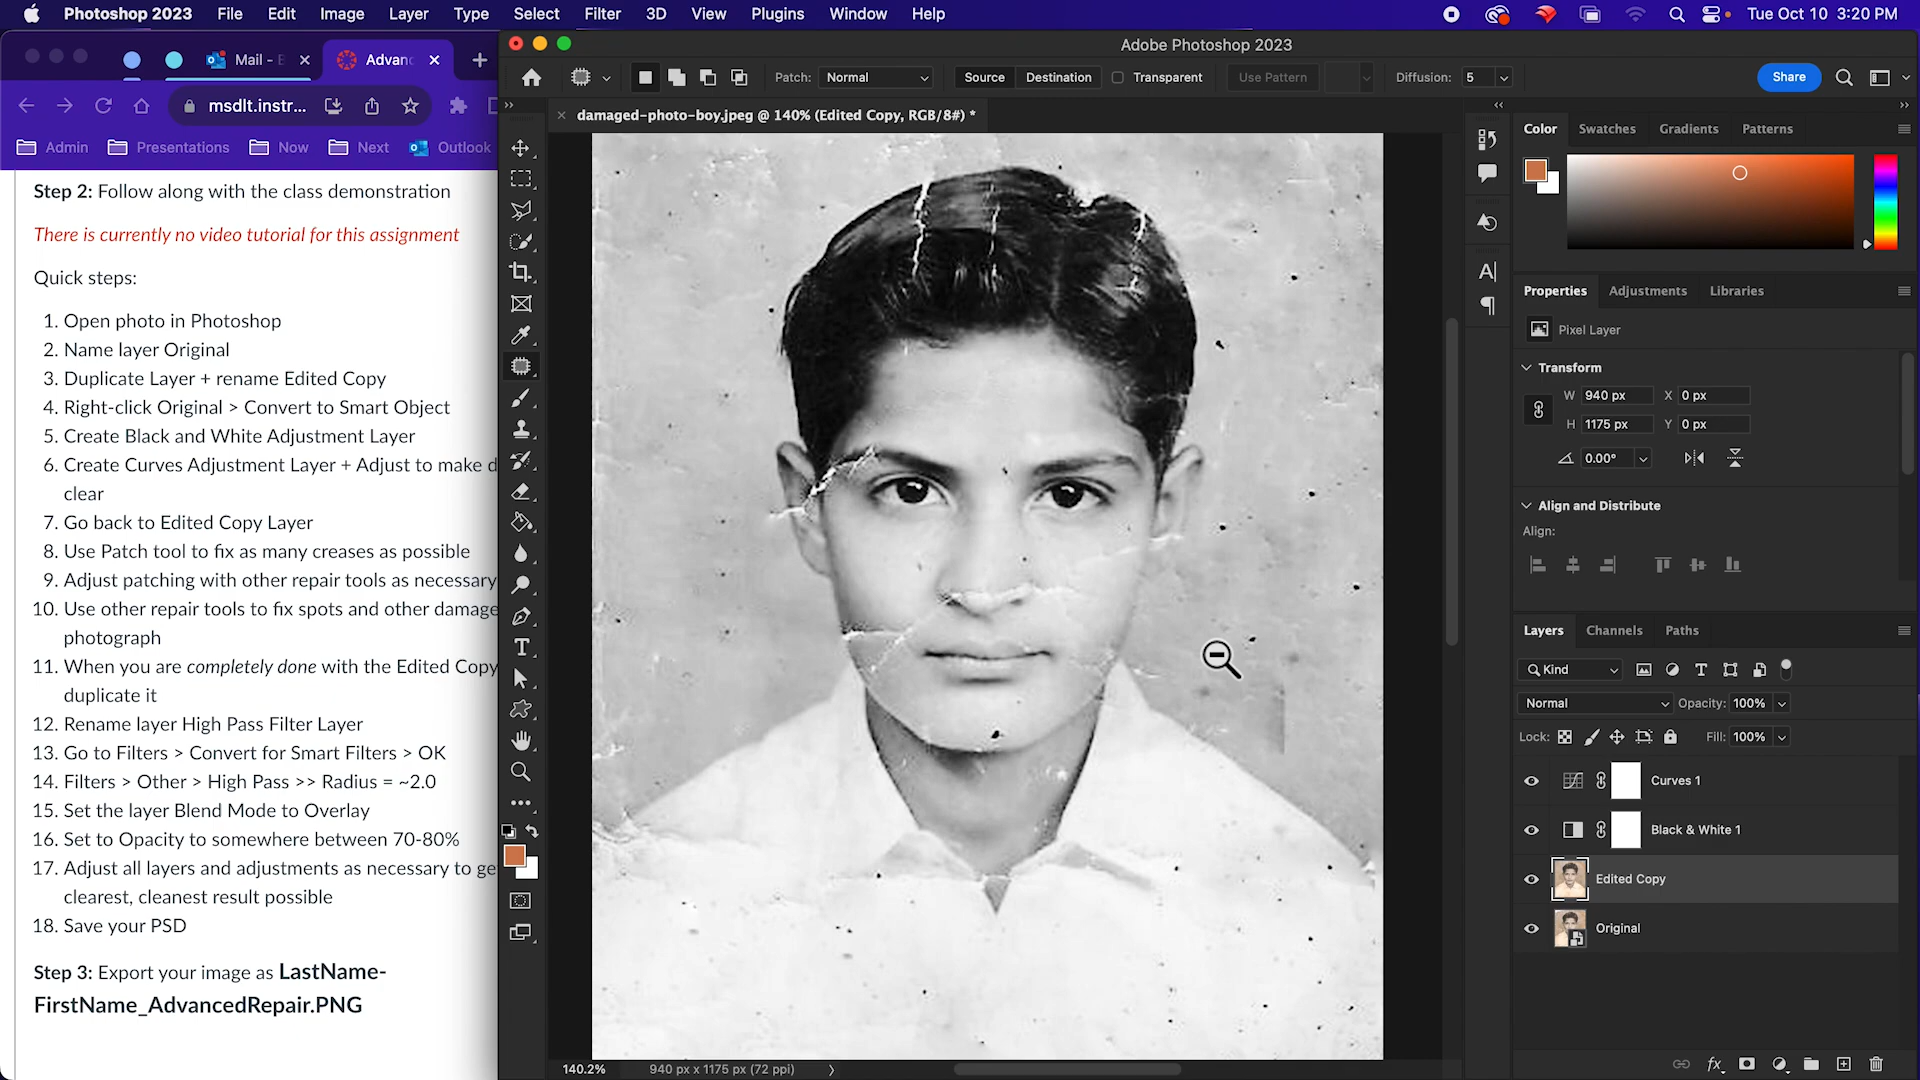 Photoshop 2023 File Edit Image Layer Type Select Filter 3D View Plugins Window Help Tue Oct 10 3:20 PM
Mail - Advanc
Adobe Photoshop 2023
Patch: Normal Source Destination Transparent Use Pattern Diffusion: 5 Share
msdlt.instr...
damaged-photo-boy.jpeg @ 140% (Edited Copy, RGB/8#) *
Admin Presentations Now Next Outlook
Step 2: Follow along with the class demonstration
There is currently no video tutorial for this assignment
Quick steps:
1. Open photo in Photoshop
2. Name layer Original
3. Duplicate Layer + rename Edited Copy
4. Right-click Original > Convert to Smart Object
5. Create Black and White Adjustment Layer
6. Create Curves Adjustment Layer + Adjust to make d
clear
7. Go back to Edited Copy Layer
8. Use Patch tool to fix as many creases as possible
9. Adjust patching with other repair tools as necessary
10. Use other repair tools to fix spots and other damage
photograph
11. When you are completely done with the Edited Copy
duplicate it
12. Rename layer High Pass Filter Layer
13. Go to Filters > Convert for Smart Filters > OK
14. Filters > Other > High Pass >> Radius = ~2.0
15. Set the layer Blend Mode to Overlay
16. Set to Opacity to somewhere between 70-80%
17. Adjust all layers and adjustments as necessary to ge
clearest, cleanest result possible
18. Save your PSD
Step 3: Export your image as LastName-
FirstName_AdvancedRepair.PNG
140.2% 940 px x 1175 px (72 ppi)
Color Swatches Gradients Patterns
Properties Adjustments Libraries
Pixel Layer
Transform
W 940 px X 0 px
H 1175 px Y 0 px
0.00°
Align and Distribute
Align:
Layers Channels Paths
Kind
Normal Opacity: 100%
Lock: Fill: 100%
Curves 1
Black & White 1
Edited Copy
Original